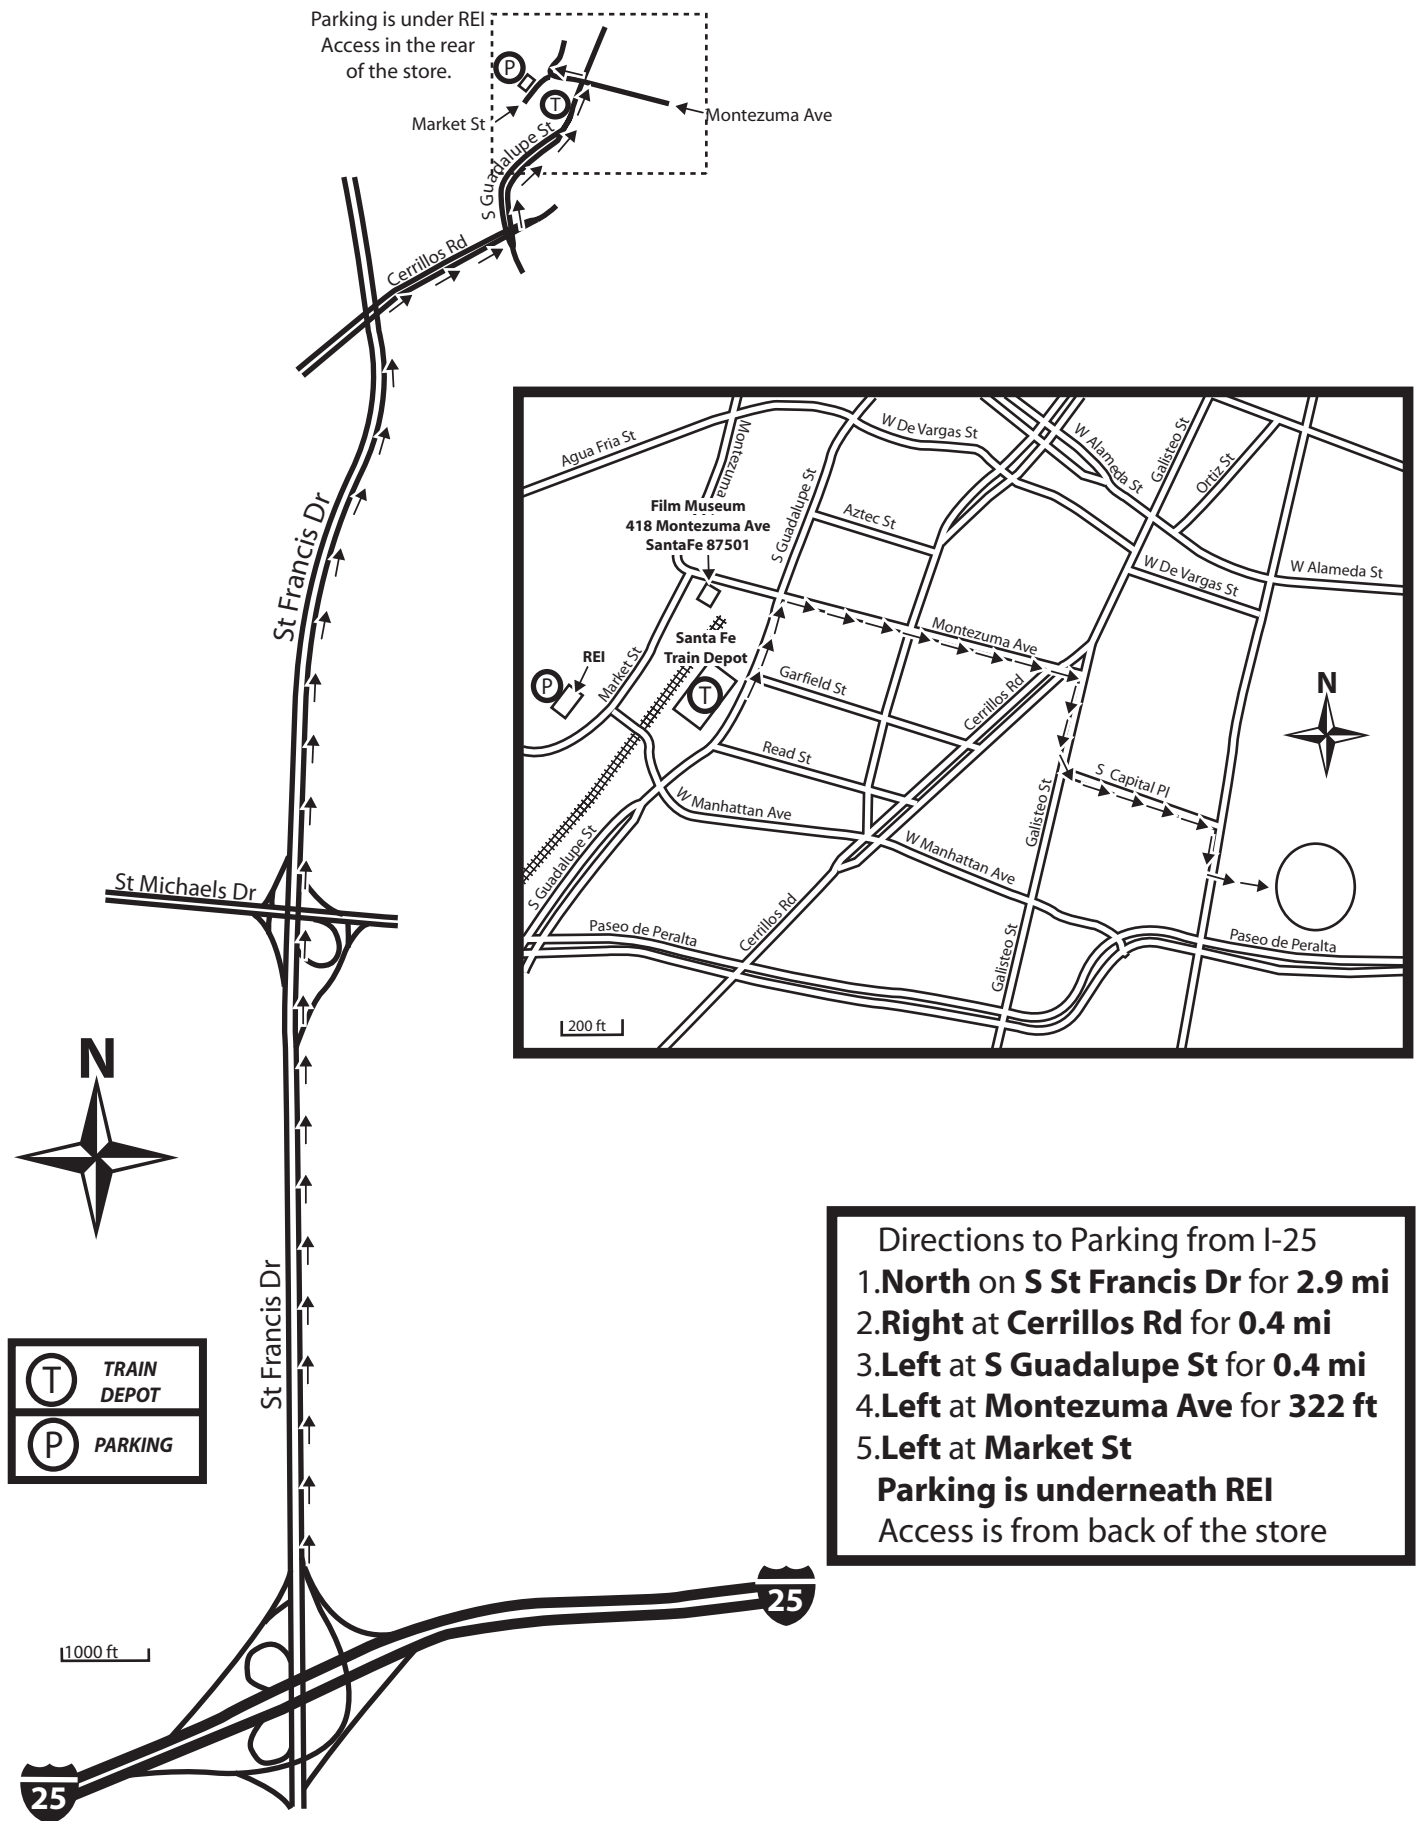 Parking is under REI
Access in the rear
of the store.
P
T
Market St
Montezuma Ave
S Guadalupe St
Cerrillos Rd
St Francis Dr
St Michaels Dr
N
St Francis Dr
T
TRAIN
DEPOT
P
PARKING
1000 ft
25
25
Agua Fria St
Montezuma
W De Vargas St
W Alameda St
Galisteo St
Ortiz St
S Guadalupe St
Aztec St
Film Museum
418 Montezuma Ave
SantaFe 87501
W De Vargas St
W Alameda St
Montezuma Ave
Santa Fe
Train Depot
REI
P
Market St
T
Garfield St
Cerrillos Rd
N
Read St
S Capital Pl
Galisteo St
W Manhattan Ave
W Manhattan Ave
S Guadalupe St
Cerrillos Rd
Paseo de Peralta
Galisteo St
Paseo de Peralta
200 ft
Directions to Parking from I-25
1.North on S St Francis Dr for 2.9 mi
2.Right at Cerrillos Rd for 0.4 mi
3.Left at S Guadalupe St for 0.4 mi
4.Left at Montezuma Ave for 322 ft
5.Left at Market St
Parking is underneath REI
Access is from back of the store